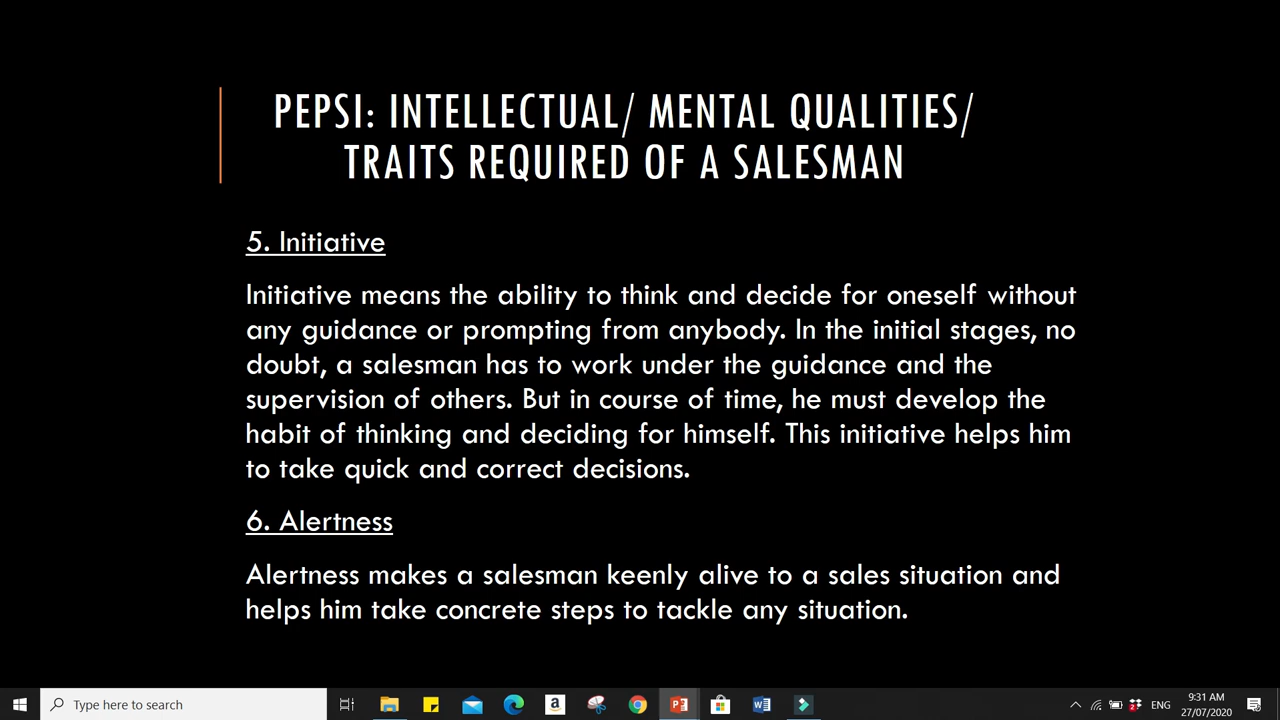 PEPSI: INTELLECTUAL/ MENTAL QUALITIES/
TRAITS REQUIRED OF A SALESMAN
5. Initiative
Initiative means the ability to think and decide for oneself without
any guidance or prompting from anybody. In the initial stages, no
doubt, a salesman has to work under the guidance and the
supervision of others. But in course of time, he must develop the
habit of thinking and deciding for himself. This initiative helps him
to take quick and correct decisions.
6. Alertness
Alertness makes a salesman keenly alive to a sales situation and
helps him take concrete steps to tackle any situation.
Type here to search
ENG
9:31 AM
27/07/2020